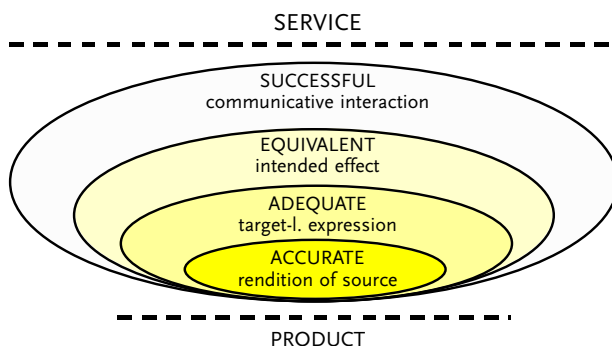 SERVICE
SUCCESSFUL
communicative interaction
EQUIVALENT
intended effect
ADEQUATE
target-l. expression
ACCURATE
rendition of source
PRODUCT